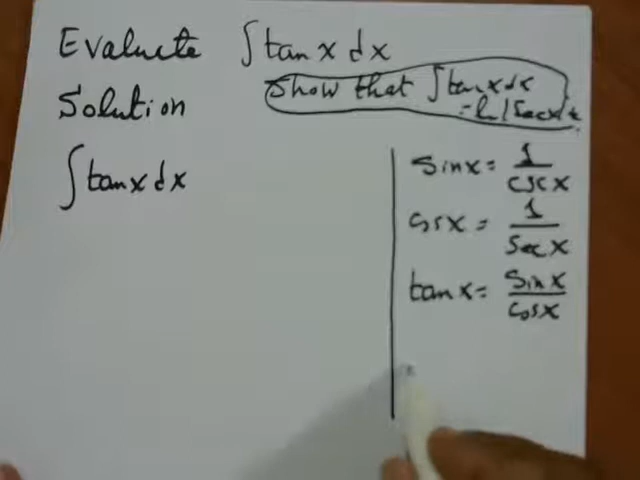 Evaluate ∫tan x dx
Show that ∫tan x dx
= ln |Sec x| +
Solution
∫tan x dx
Sin x = 1/csc x
cos x = 1/Sec x
tan x = Sin x/Cos x